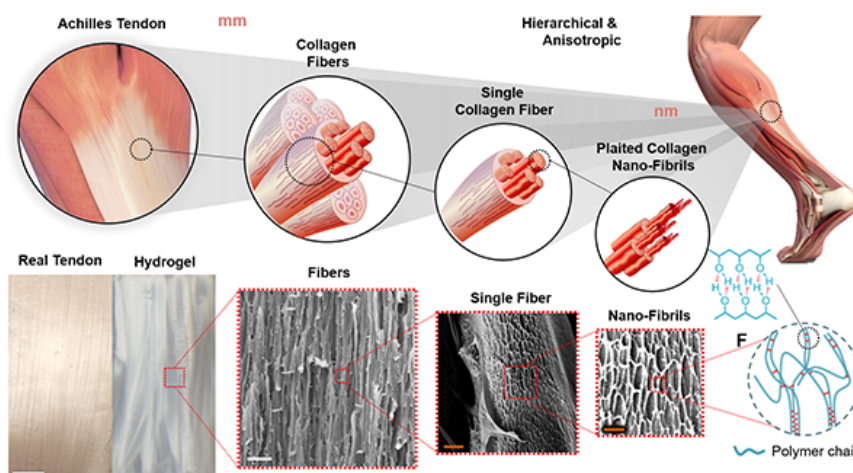 Achilles Tendon
mm
Hierarchical &
Anisotropic
Collagen
Fibers
Single
Collagen Fiber
nm
Plaited Collagen
Nano-Fibrils
Real Tendon
Hydrogel
Fibers
Single Fiber
Nano-Fibrils
O O O
H H H H
H H H
O O O
F
Polymer chain